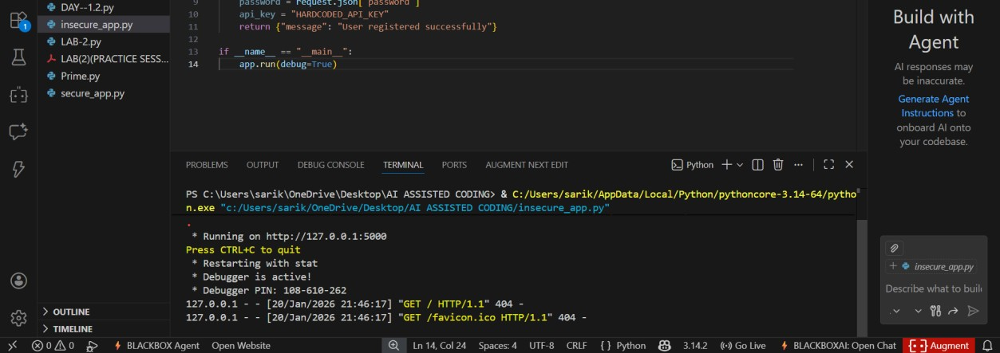 DAY--1.2.py
insecure_app.py
LAB-2.py
LAB(2)(PRACTICE SESS...
Prime.py
secure_app.py
OUTLINE
TIMELINE
1
9 password = request.json["password"]
10 api_key = "HARDCODED_API_KEY"
11 return {"message": "User registered successfully"}
12
13 if __name__ == "__main__":
14 app.run(debug=True)
PROBLEMS OUTPUT DEBUG CONSOLE TERMINAL PORTS AUGMENT NEXT EDIT
Python
PS C:\Users\sarik\OneDrive\Desktop\AI ASSISTED CODING> & C:/Users/sarik/AppData/Local/Python/pythoncore-3.14-64/pytho
n.exe "c:/Users/sarik/OneDrive/Desktop/AI ASSISTED CODING/insecure_app.py"
* Running on http://127.0.0.1:5000
Press CTRL+C to quit
* Restarting with stat
* Debugger is active!
* Debugger PIN: 108-610-262
127.0.0.1 - - [20/Jan/2026 21:46:17] "GET / HTTP/1.1" 404 -
127.0.0.1 - - [20/Jan/2026 21:46:17] "GET /favicon.ico HTTP/1.1" 404 -
Build with
Agent
AI responses may
be inaccurate.
Generate Agent
Instructions to
onboard AI onto
your codebase.
+ insecure_app.py
Describe what to build
0 0 BLACKBOX Agent Open Website Ln 14, Col 24 Spaces: 4 UTF-8 CRLF { } Python 3.14.2 Go Live BLACKBOXAI: Open Chat Augment